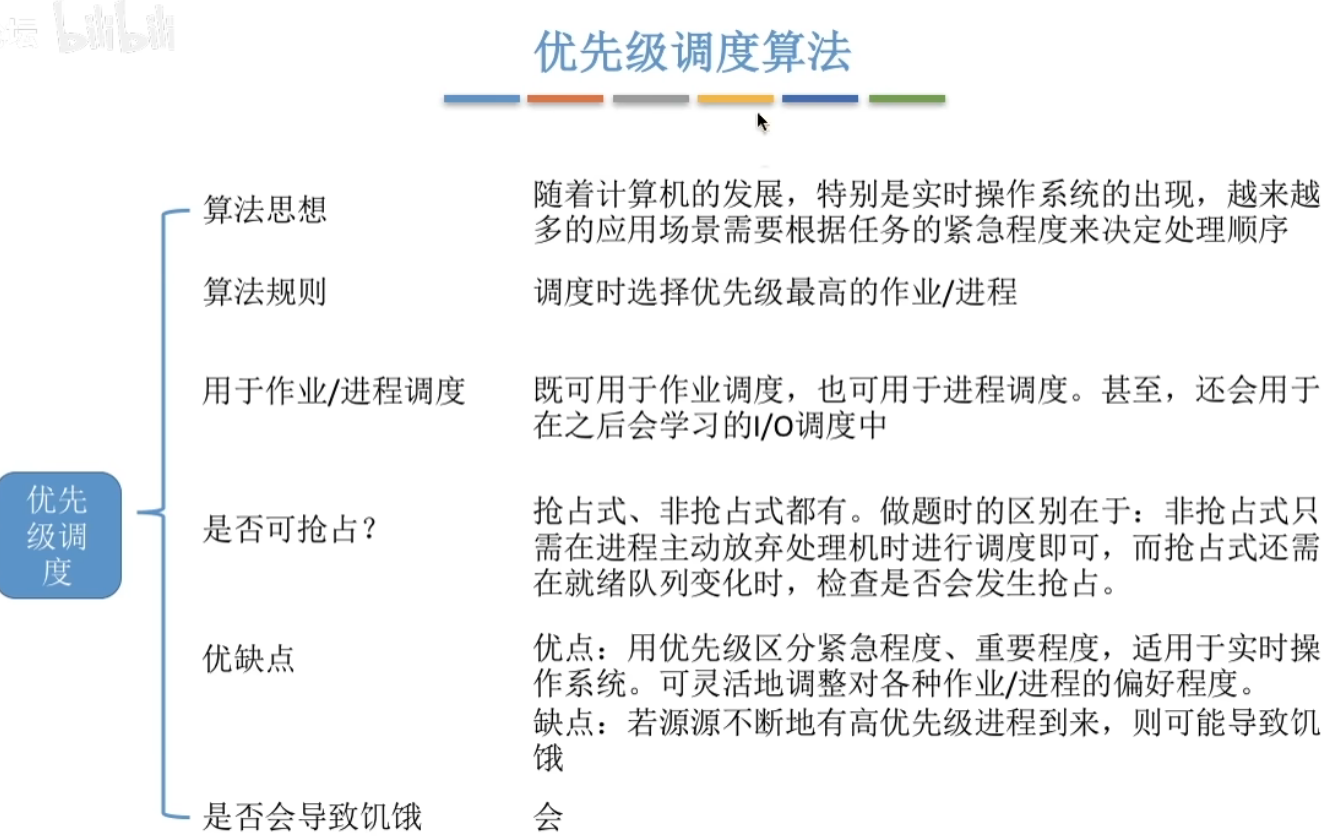 坛 bilibili
优先级调度算法
算法思想
随着计算机的发展，特别是实时操作系统的出现，越来越
多的应用场景需要根据任务的紧急程度来决定处理顺序
算法规则
调度时选择优先级最高的作业/进程
用于作业/进程调度
既可用于作业调度，也可用于进程调度。甚至，还会用于
在之后会学习的I/O调度中
优先
级调
度
是否可抢占？
抢占式、非抢占式都有。做题时的区别在于：非抢占式只
需在进程主动放弃处理机时进行调度即可，而抢占式还需
在就绪队列变化时，检查是否会发生抢占。
优缺点
优点：用优先级区分紧急程度、重要程度，适用于实时操
作系统。可灵活地调整对各种作业/进程的偏好程度。
缺点：若源源不断地有高优先级进程到来，则可能导致饥
饿
是否会导致饥饿
会